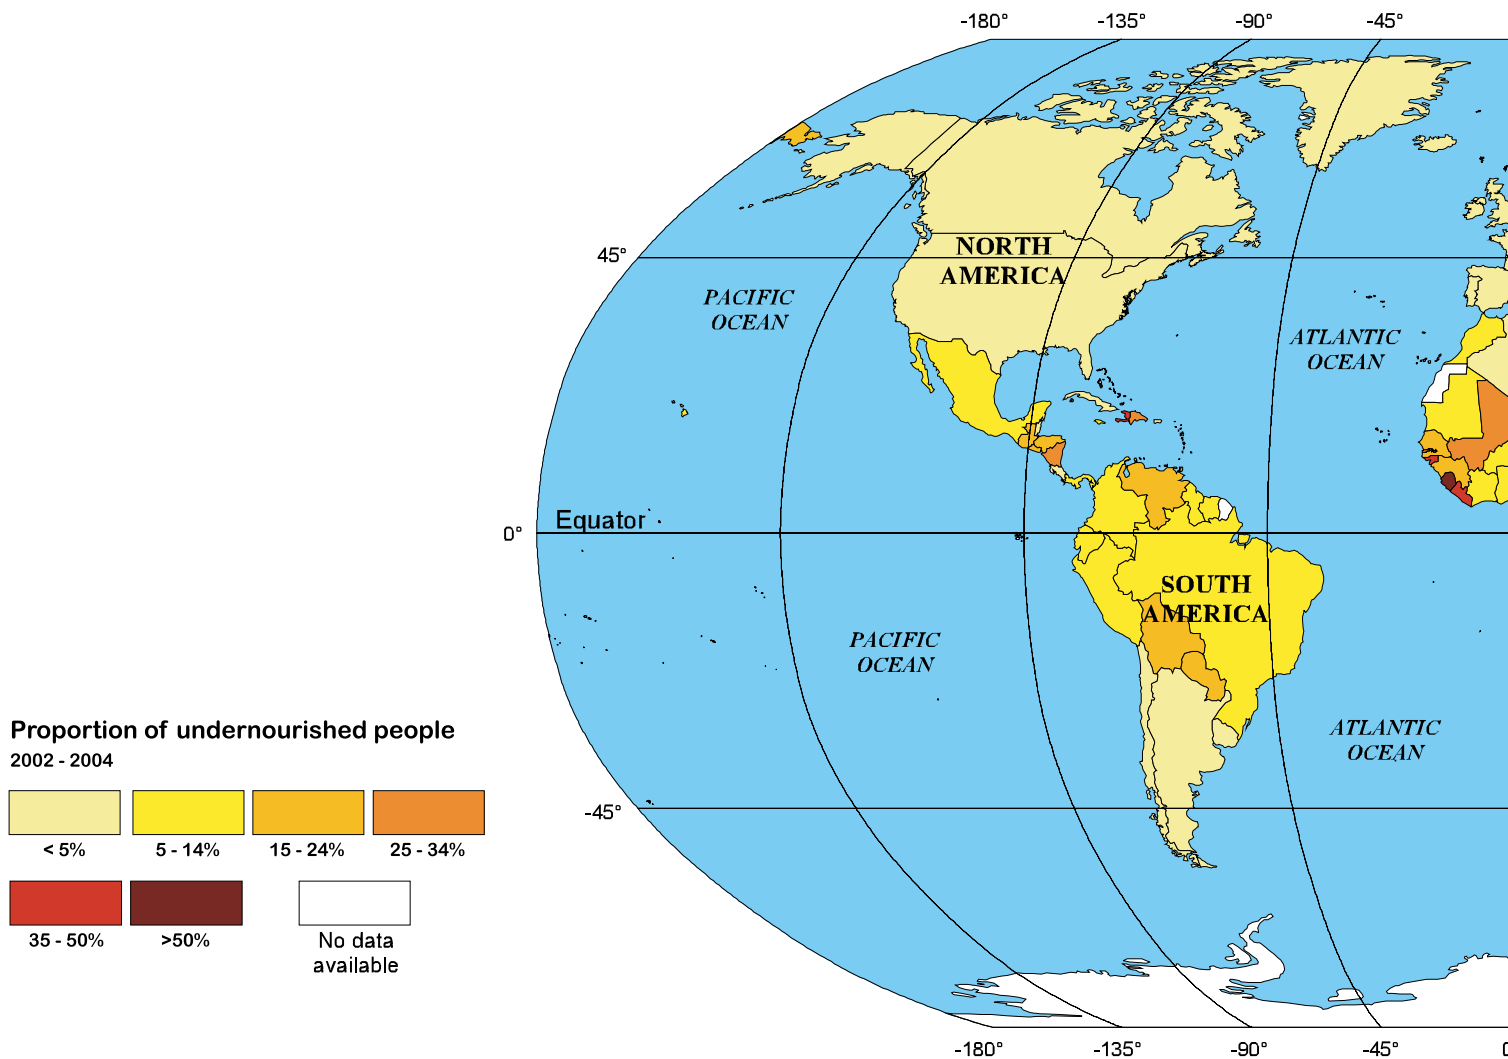 -180° -135° -90° -45°
45°
NORTH
AMERICA
PACIFIC
OCEAN
ATLANTIC
OCEAN
Equator
0°
SOUTH
AMERICA
PACIFIC
OCEAN
ATLANTIC
OCEAN
-45°
Proportion of undernourished people
2002 - 2004
< 5% 5 - 14% 15 - 24% 25 - 34%
35 - 50% >50% No data
available
-180° -135° -90° -45°